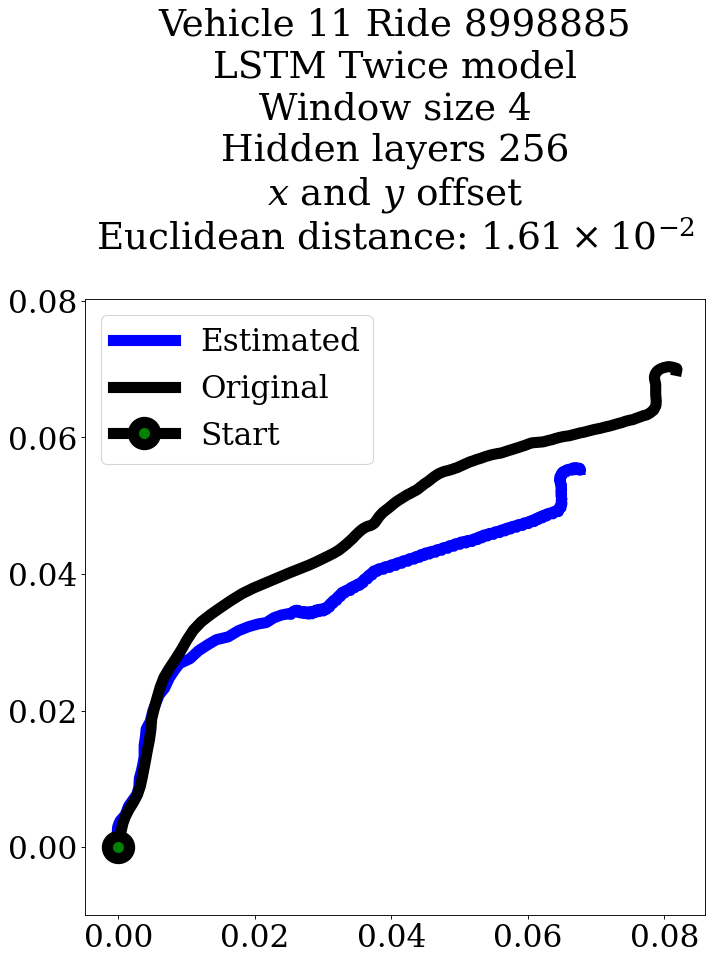 Vehicle 11 Ride 8998885
LSTM Twice model
Window size 4
Hidden layers 256
x and y offset
Euclidean distance: 1.61 × 10⁻²
0.08
Estimated
Original
Start
0.06
0.04
0.02
0.00
0.00 0.02 0.04 0.06 0.08